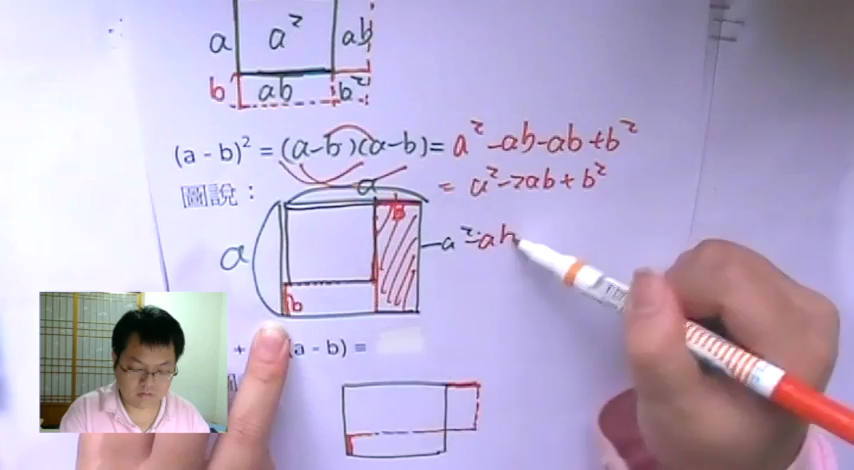 a a² ab
b ab b²
(a - b)² = (a-b)(a-b) = a² -ab-ab+b²
= a²-2ab+b²
圖說：
a
b
a
a²-ab
b
(a - b) =